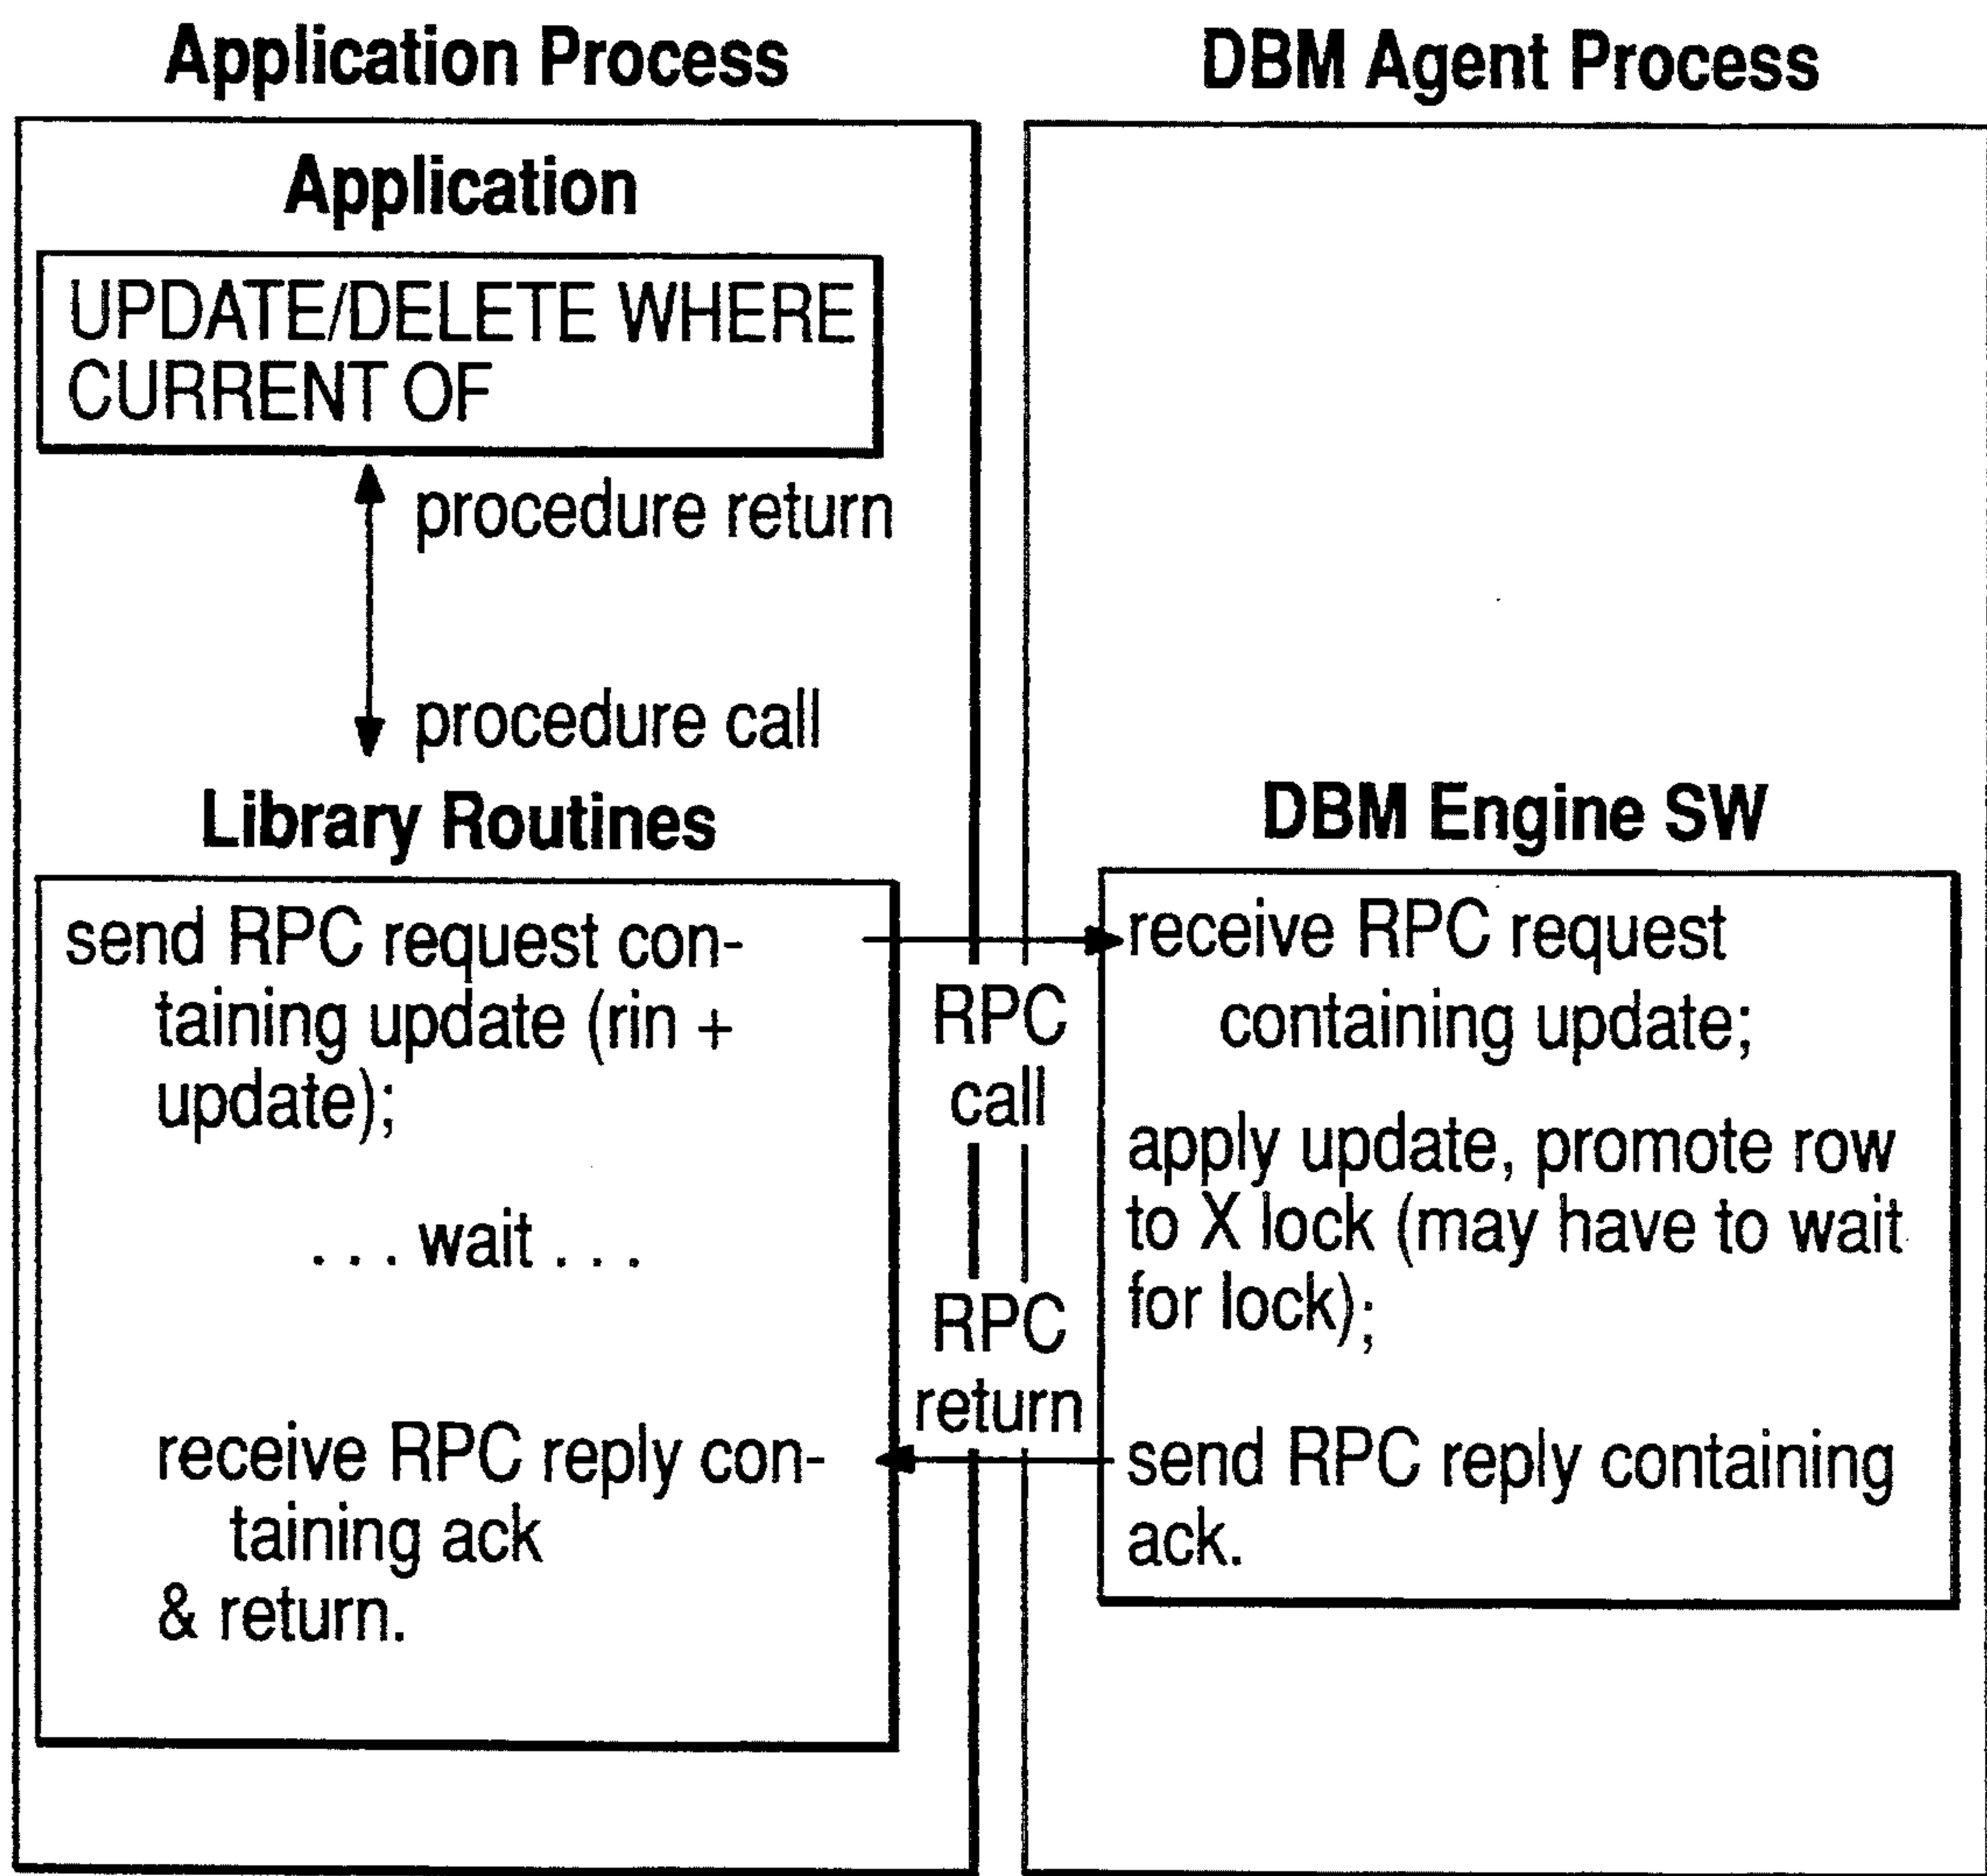 Application Process
DBM Agent Process
Application
UPDATE/DELETE WHERE
CURRENT OF
procedure return
procedure call
Library Routines
send RPC request con-
taining update (rin +
update);
. . . wait . . .
receive RPC reply con-
taining ack
& return.
RPC
call
RPC
return
DBM Engine SW
receive RPC request
containing update;
apply update, promote row
to X lock (may have to wait
for lock);
send RPC reply containing
ack.